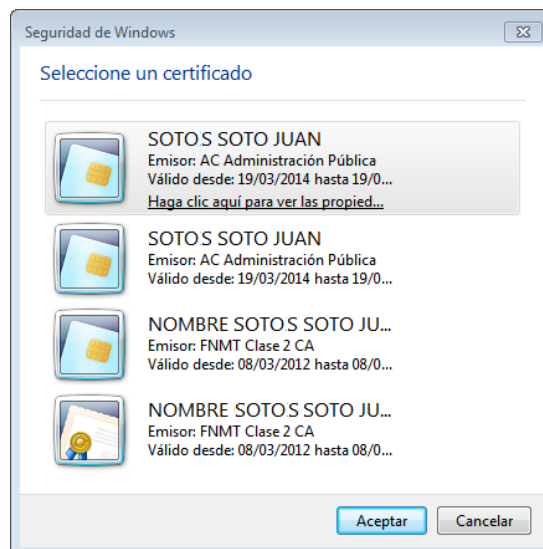 Seguridad de Windows
Seleccione un certificado
SOTOS SOTO JUAN
Emisor: AC Administración Pública
Válido desde: 19/03/2014 hasta 19/0...
Haga clic aquí para ver las propied...
SOTOS SOTO JUAN
Emisor: AC Administración Pública
Válido desde: 19/03/2014 hasta 19/0...
NOMBRE SOTOS SOTO JU...
Emisor: FNMT Clase 2 CA
Válido desde: 08/03/2012 hasta 08/0...
NOMBRE SOTOS SOTO JU...
Emisor: FNMT Clase 2 CA
Válido desde: 08/03/2012 hasta 08/0...
Aceptar Cancelar